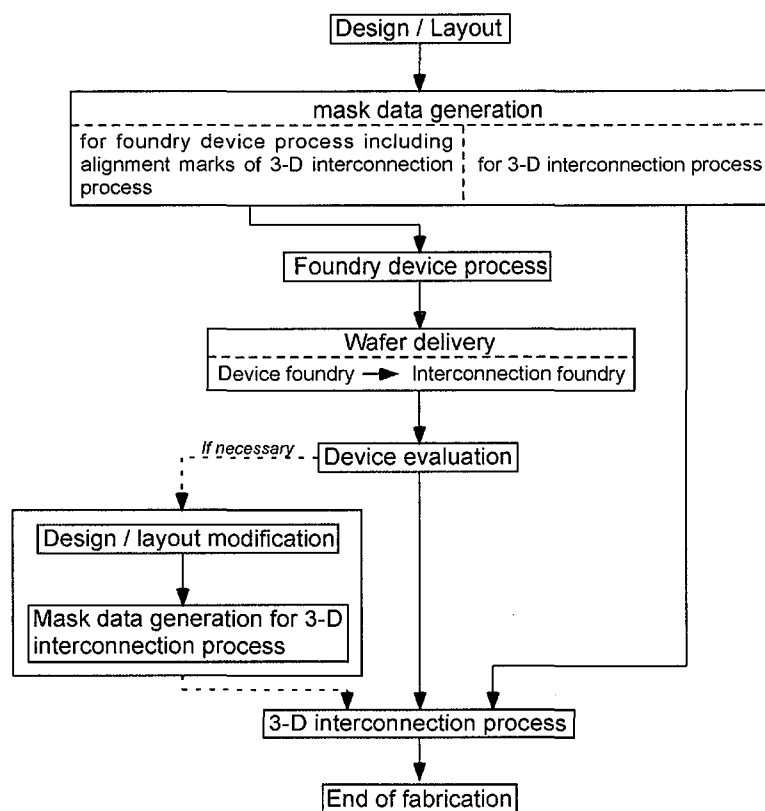 Design / Layout
mask data generation
for foundry device process including
alignment marks of 3-D interconnection
process
for 3-D interconnection process
Foundry device process
Wafer delivery
Device foundry → Interconnection foundry
If necessary
Device evaluation
Design / layout modification
Mask data generation for 3-D
interconnection process
3-D interconnection process
End of fabrication